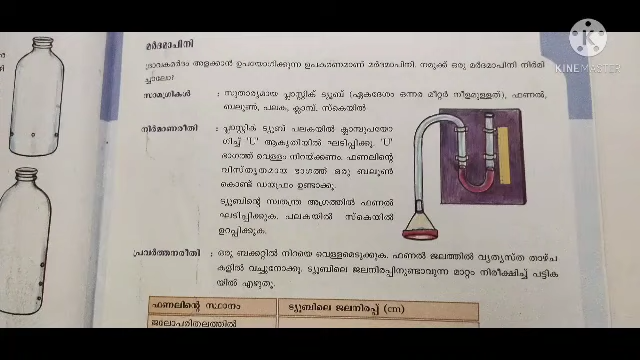 മർദമാപിനി
ദ്രാവകമർദം അളക്കാൻ ഉപയോഗിക്കുന്ന ഉപകരണമാണ് മർദമാപിനി. നമുക്ക് ഒരു മർദമാപിനി നിർമി
ച്ചാലോ!
സാമഗ്രികൾ : സുതാര്യമായ പ്ലാസ്റ്റിക് ട്യൂബ് (ഏകദേശം ഒന്നര മീറ്റർ നീളമുള്ളത്), ഫണൽ,
ബലൂൺ, പലക, ക്ലാമ്പ്, സ്കെയിൽ
നിർമാണരീതി : പ്ലാസ്റ്റിക് ട്യൂബ് പലകയിൽ ക്ലാമ്പുപയോ
ഗിച്ച് 'U' ആകൃതിയിൽ ഘടിപ്പിക്കൂ. 'U'
ഭാഗത്ത് വെള്ളം നിറയ്ക്കണം. ഫണലിന്റെ
വിസ്തൃതമായ ഭാഗത്ത് ഒരു ബലൂൺ
കൊണ്ട് ഡയഫ്രം ഉണ്ടാക്കൂ.
ട്യൂബിന്റെ സ്വതന്ത്ര അഗ്രത്തിൽ ഫണൽ
ഘടിപ്പിക്കുക. പലകയിൽ സ്കെയിൽ
ഉറപ്പിക്കുക.
പ്രവർത്തനരീതി : ഒരു ബക്കറ്റിൽ നിറയെ വെള്ളമെടുക്കുക. ഫണൽ ജലത്തിൽ വ്യത്യസ്ത താഴ്ച
കളിൽ വച്ചുനോക്കൂ. ട്യൂബിലെ ജലനിരപ്പിനുണ്ടാവുന്ന മാറ്റം നിരീക്ഷിച്ച് പട്ടിക
യിൽ എഴുതൂ.
ഫണലിന്റെ സ്ഥാനം ട്യൂബിലെ ജലനിരപ്പ് (cm)
ജലോപരിതലത്തിൽ
KINEMASTER